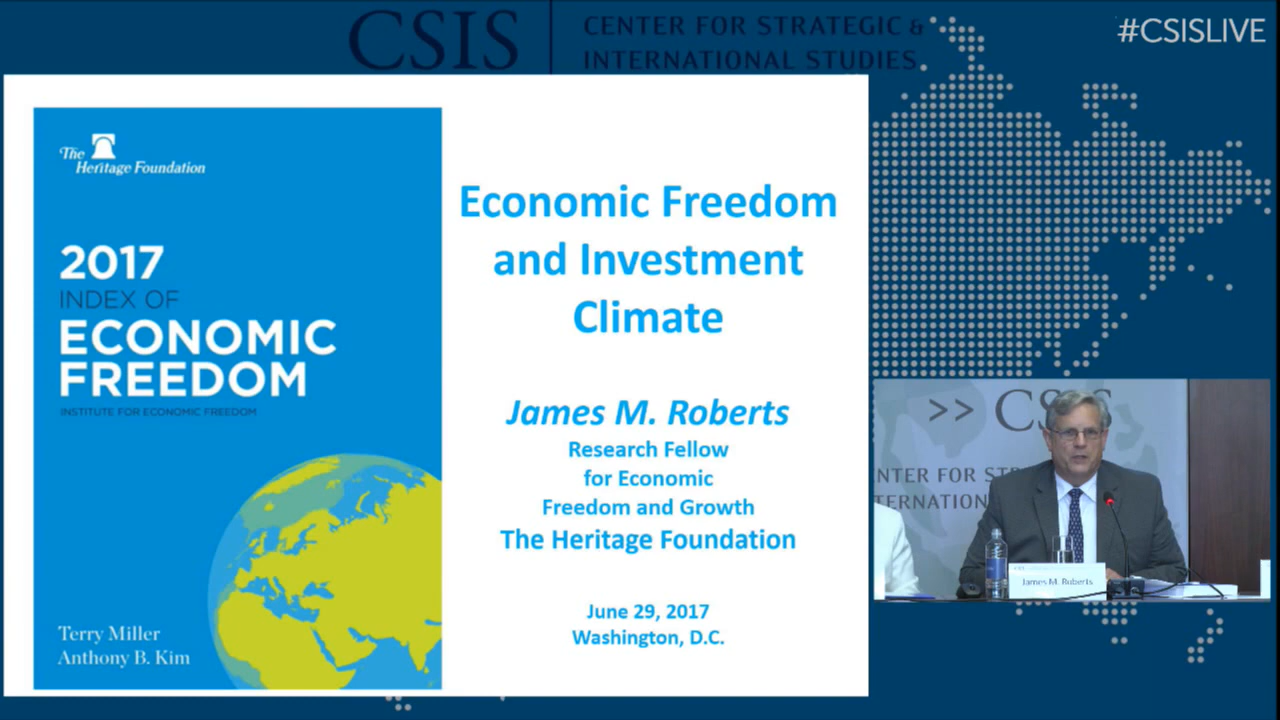 CSIS
CENTER FOR STRATEGIC &
INTERNATIONAL STUDIES
#CSISLIVE
The
Heritage Foundation
2017
INDEX OF
ECONOMIC
FREEDOM
INSTITUTE FOR ECONOMIC FREEDOM
Terry Miller
Anthony B. Kim
Economic Freedom
and Investment
Climate
James M. Roberts
Research Fellow
for Economic
Freedom and Growth
The Heritage Foundation
June 29, 2017
Washington, D.C.
>> CSIS
ENTER FOR STR
TERNATION
James M. Roberts